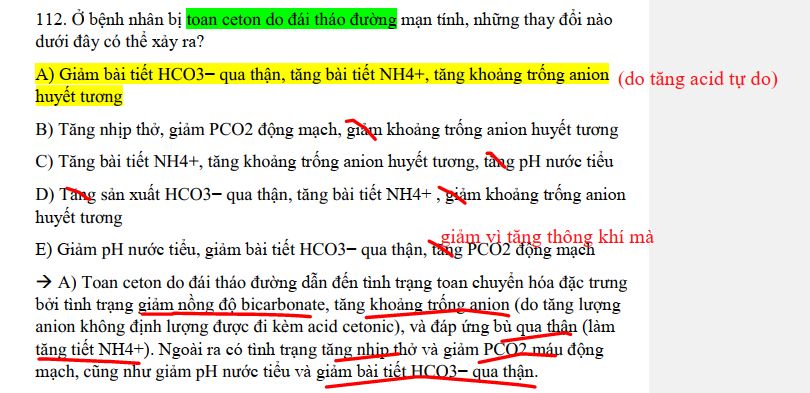 112. Ở bệnh nhân bị toan ceton do đái tháo đường mạn tính, những thay đổi nào
dưới đây có thể xảy ra?
A) Giảm bài tiết HCO3− qua thận, tăng bài tiết NH4+, tăng khoảng trống anion (do tăng acid tự do)
huyết tương
B) Tăng nhịp thở, giảm PCO2 động mạch, giảm khoảng trống anion huyết tương
C) Tăng bài tiết NH4+, tăng khoảng trống anion huyết tương, tăng pH nước tiểu
D) Tăng sản xuất HCO3− qua thận, tăng bài tiết NH4+ , giảm khoảng trống anion
huyết tương
giảm vì tăng thông khí mà
E) Giảm pH nước tiểu, giảm bài tiết HCO3− qua thận, tăng PCO2 động mạch
→ A) Toan ceton do đái tháo đường dẫn đến tình trạng toan chuyển hóa đặc trưng
bởi tình trạng giảm nồng độ bicarbonate, tăng khoảng trống anion (do tăng lượng
anion không định lượng được đi kèm acid cetonic), và đáp ứng bù qua thận (làm
tăng tiết NH4+). Ngoài ra có tình trạng tăng nhịp thở và giảm PCO2 máu động
mạch, cũng như giảm pH nước tiểu và giảm bài tiết HCO3− qua thận.